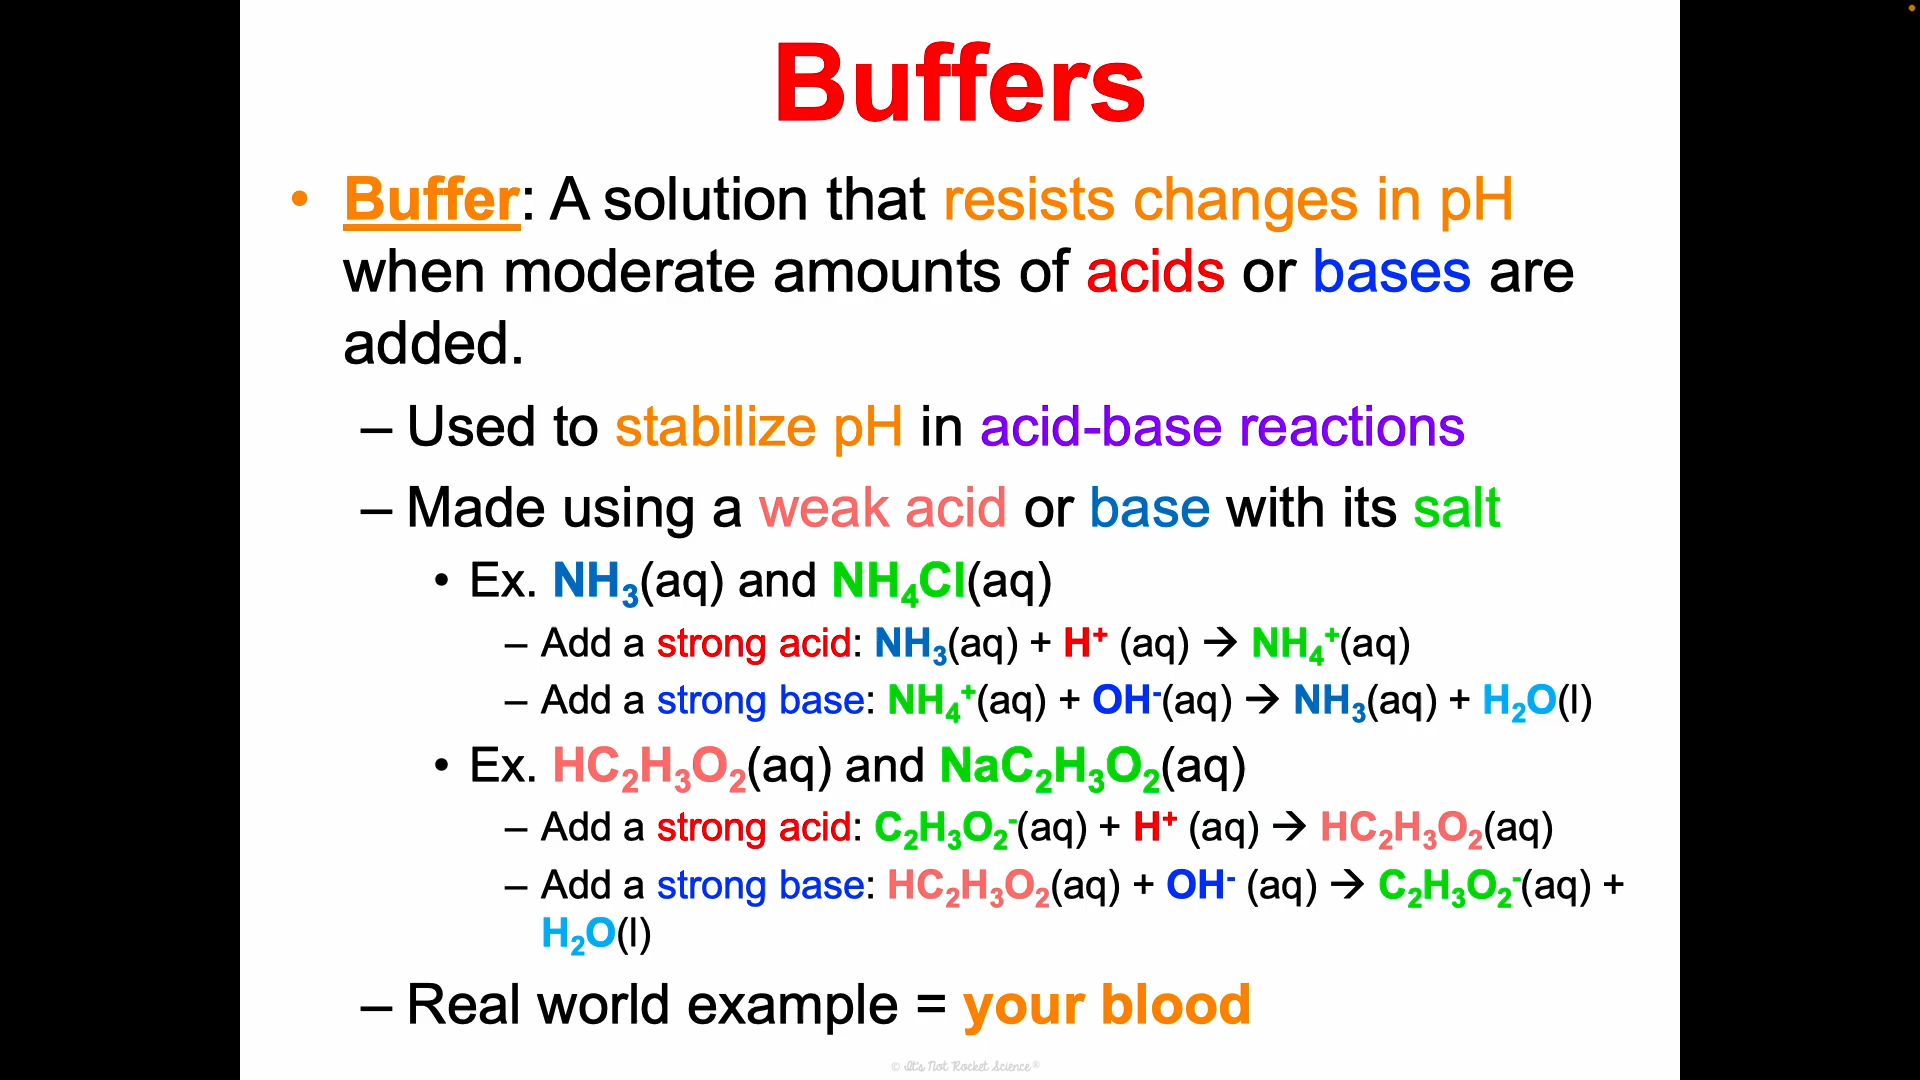 Buffers
• Buffer: A solution that resists changes in pH
when moderate amounts of acids or bases are
added.
– Used to stabilize pH in acid-base reactions
– Made using a weak acid or base with its salt
• Ex. NH₃(aq) and NH₄Cl(aq)
– Add a strong acid: NH₃(aq) + H⁺ (aq) → NH₄⁺(aq)
– Add a strong base: NH₄⁺(aq) + OH⁻(aq) → NH₃(aq) + H₂O(l)
• Ex. HC₂H₃O₂(aq) and NaC₂H₃O₂(aq)
– Add a strong acid: C₂H₃O₂⁻(aq) + H⁺ (aq) → HC₂H₃O₂(aq)
– Add a strong base: HC₂H₃O₂(aq) + OH⁻ (aq) → C₂H₃O₂⁻(aq) +
H₂O(l)
– Real world example = your blood
© It's Not Rocket Science®